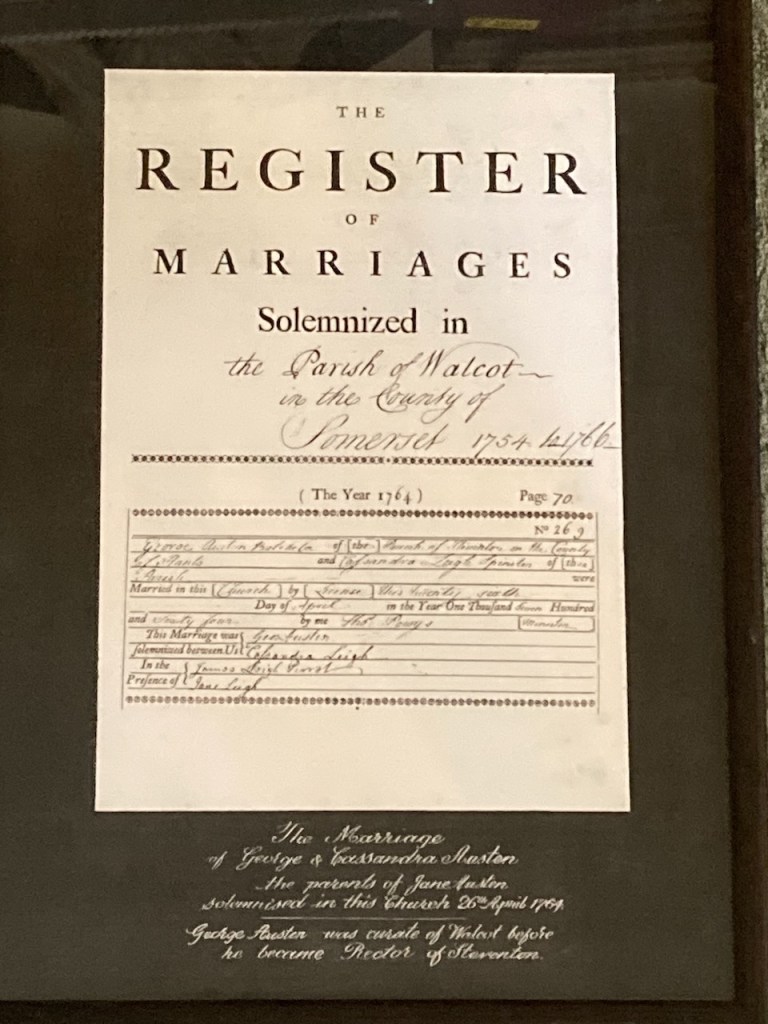 THE
REGISTER
OF
MARRIAGES
Solemnized in
the Parish of Walcot
in the County of
Somerset 1754 to 1766
(The Year 1764) Page 70
No 269
George Austen of [the] Parish of Steventon in the County
of Hants and Cassandra Leigh Spinster of [this]
Parish were
Married in this [Church] by [License] this twenty sixth
Day of April in the Year One Thousand seven Hundred
and Sixty four by me Thos Powys [Minister]
This Marriage was { Geo Austen
solemnized between Us { Cassandra Leigh
In the { James Leigh Perrot
Presence of { Jane Leigh
The Marriage
of George & Cassandra Austen
the parents of Jane Austen
solemnised in this Church 26th April 1764.
George Austen was curate of Walcot before
he became Rector of Steventon.